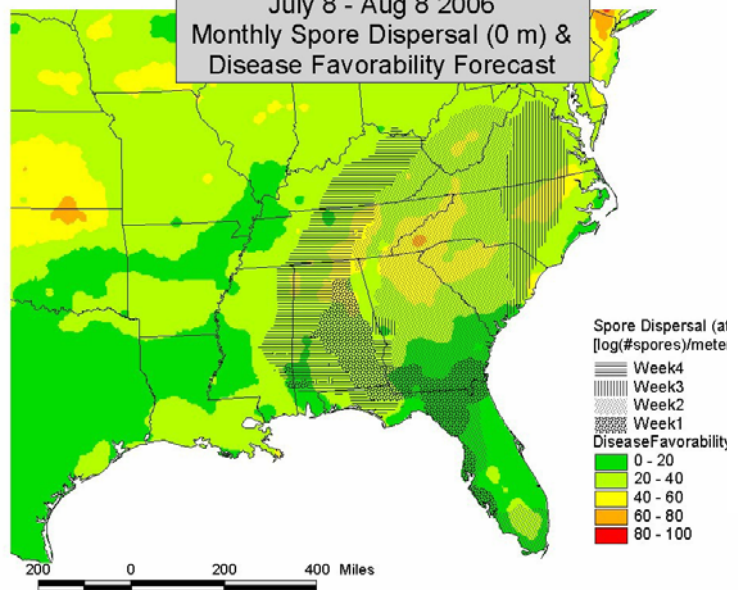 July 8 - Aug 8 2006
Monthly Spore Dispersal (0 m) &
Disease Favorability Forecast
Spore Dispersal (at
[log(#spores)/mete
Week4
Week3
Week2
Week1
DiseaseFavorability
0 - 20
20 - 40
40 - 60
60 - 80
80 - 100
200 0 200 400 Miles